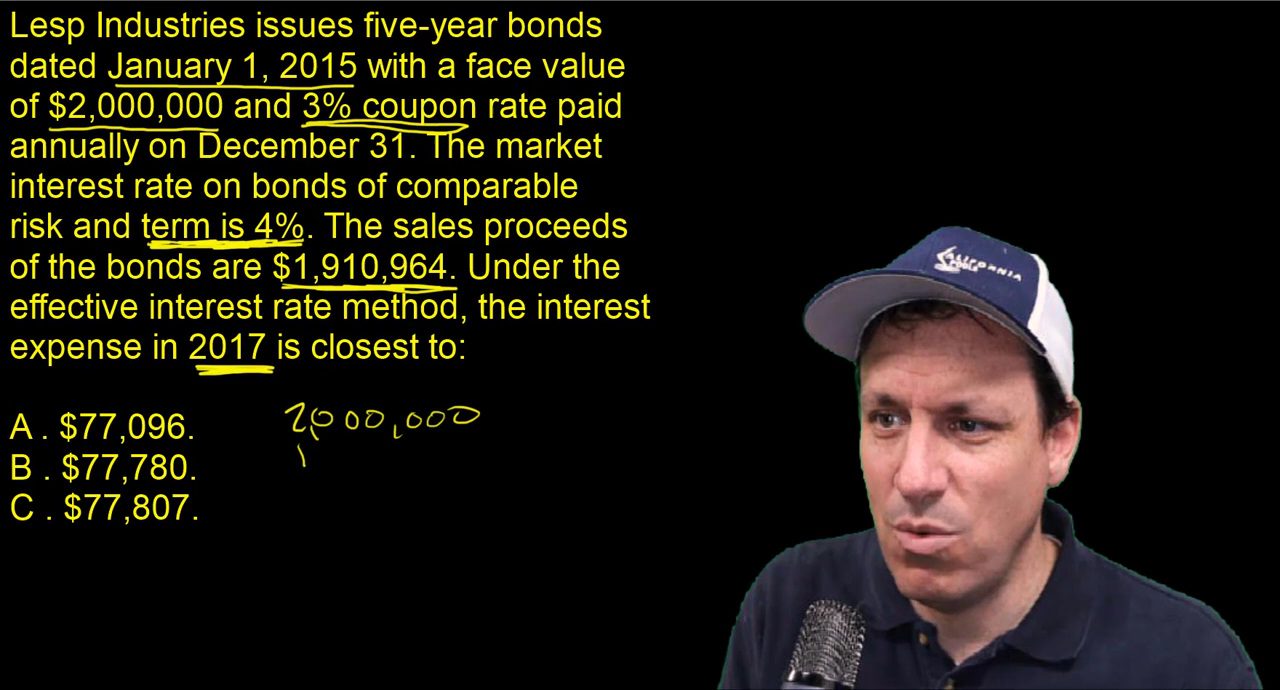 Lesp Industries issues five-year bonds
dated January 1, 2015 with a face value
of $2,000,000 and 3% coupon rate paid
annually on December 31. The market
interest rate on bonds of comparable
risk and term is 4%. The sales proceeds
of the bonds are $1,910,964. Under the
effective interest rate method, the interest
expense in 2017 is closest to:
A . $77,096.
B . $77,780.
C . $77,807.
2,000,000
1
CALIFORNIA
POOLS